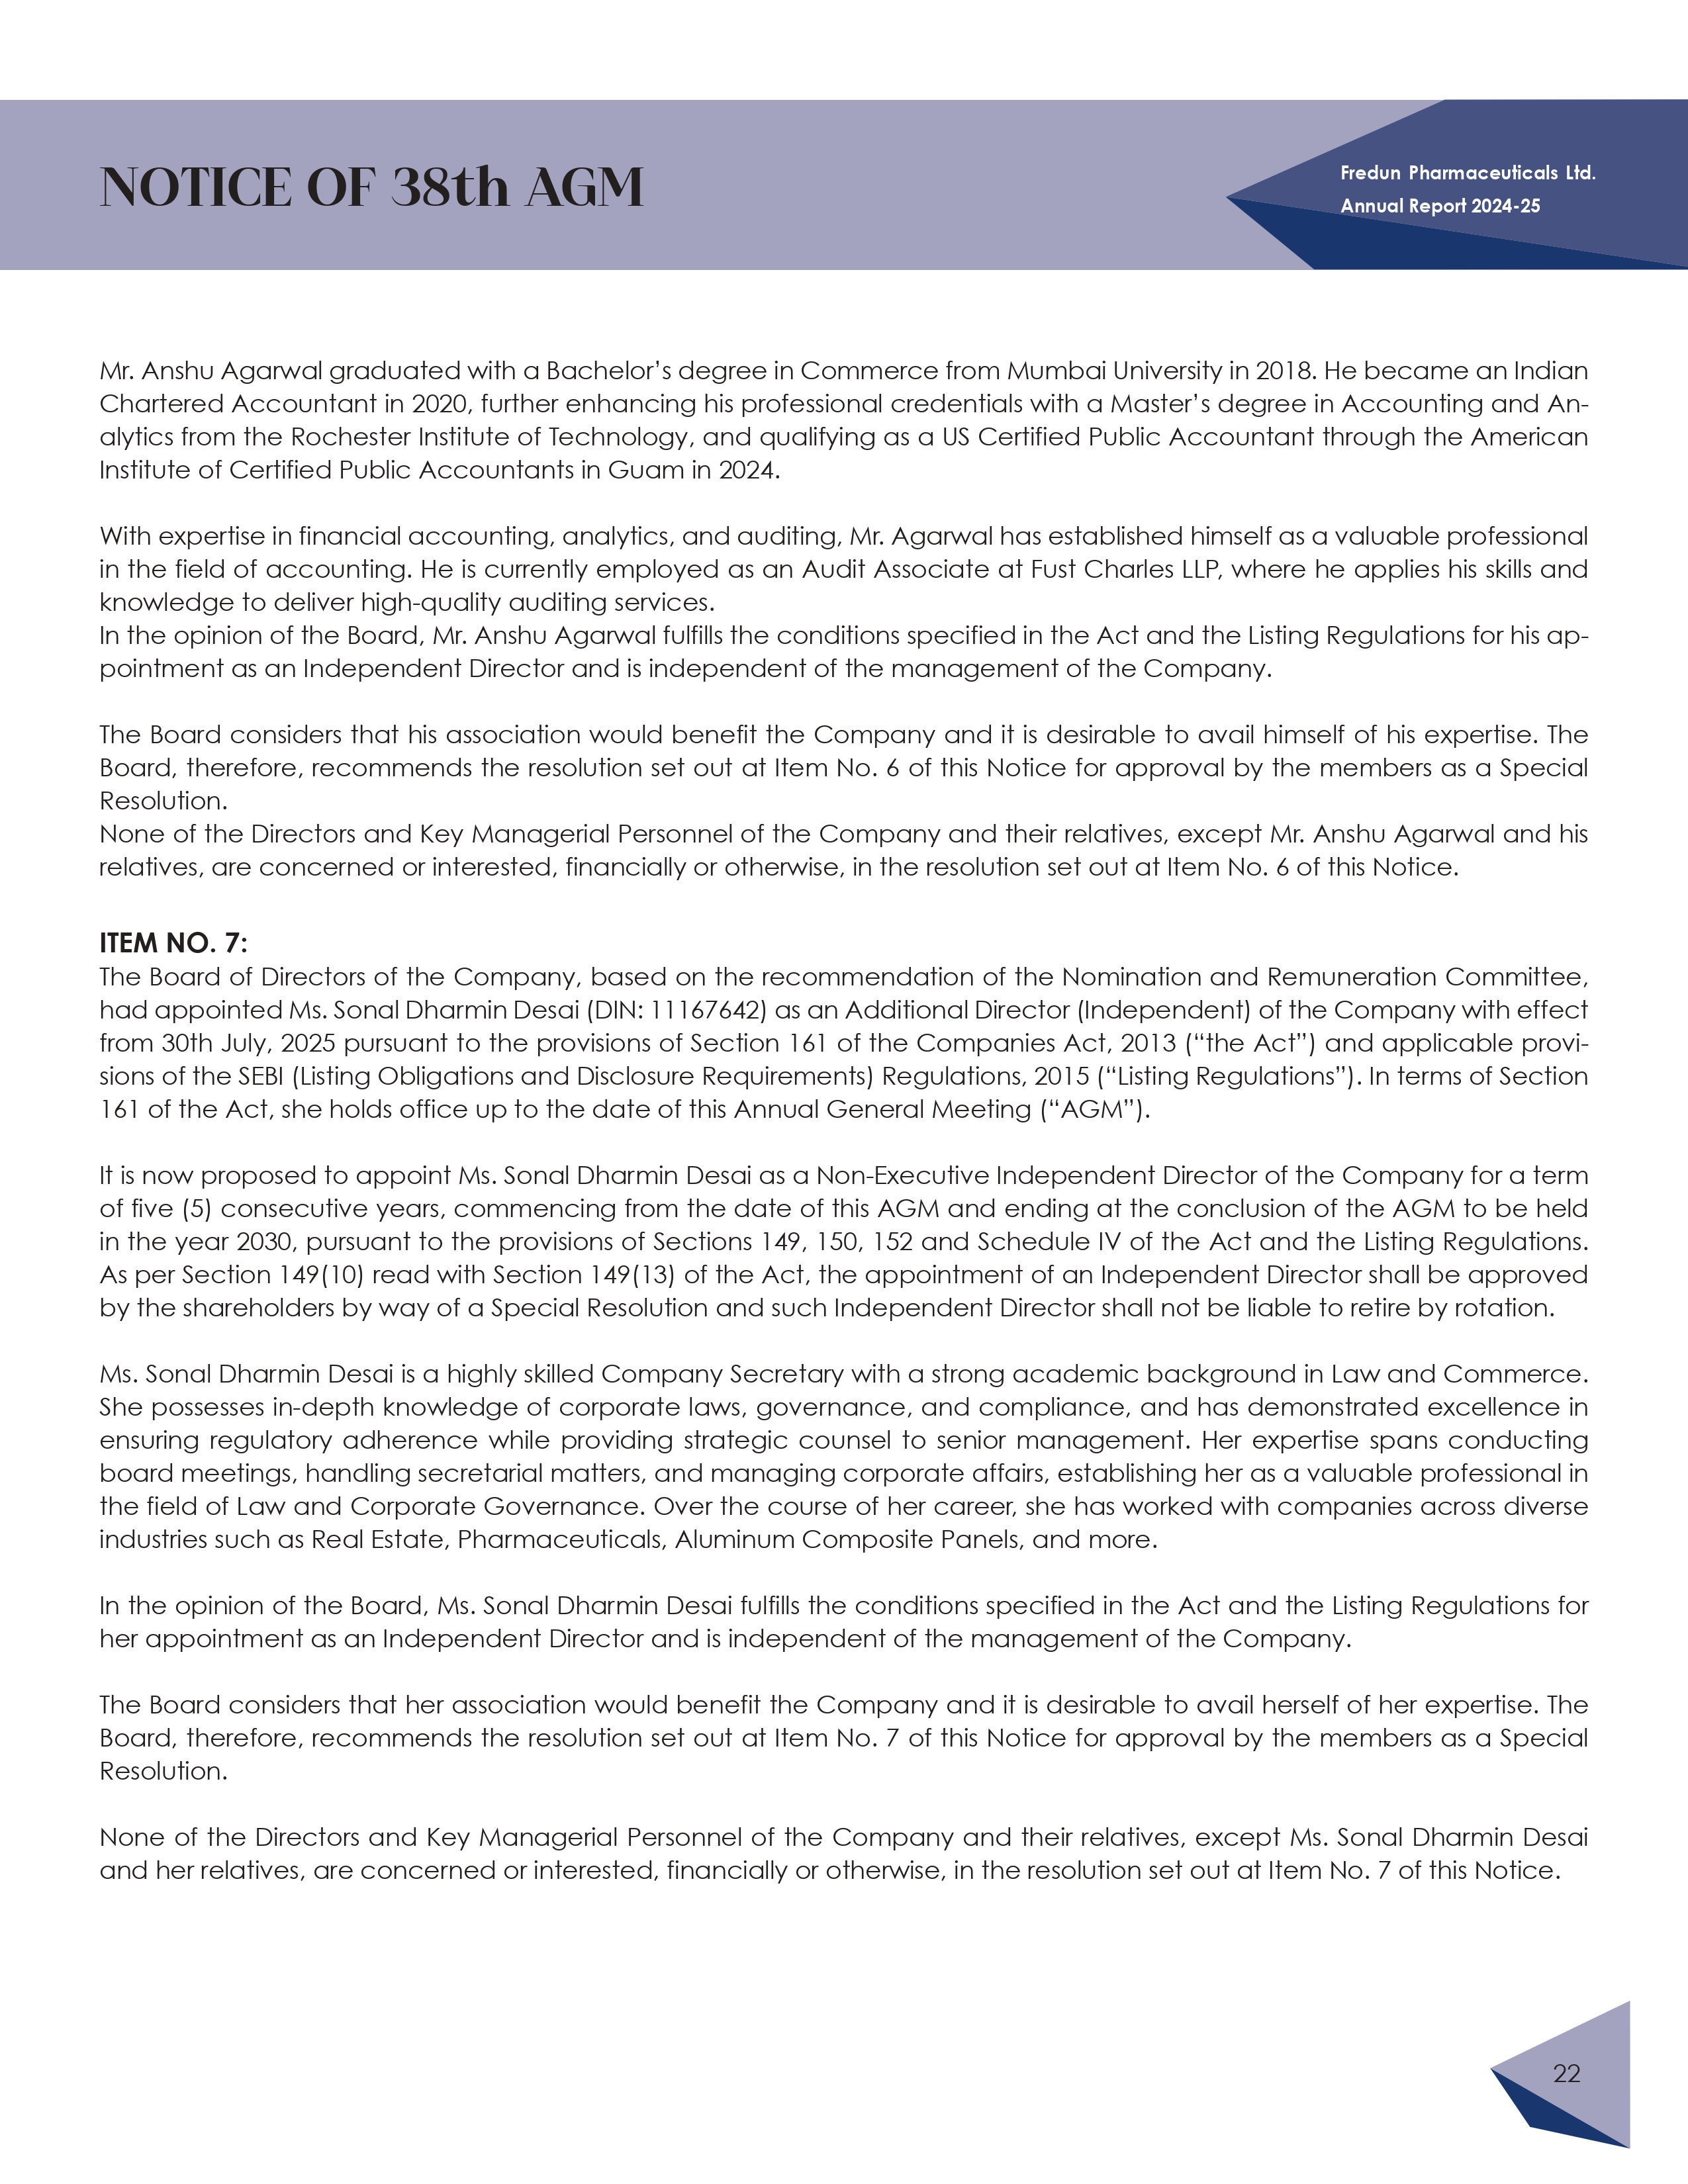 NOTICE OF 38th AGM
Fredun Pharmaceuticals Ltd.
Annual Report 2024-25
Mr. Anshu Agarwal graduated with a Bachelor’s degree in Commerce from Mumbai University in 2018. He became an Indian
Chartered Accountant in 2020, further enhancing his professional credentials with a Master’s degree in Accounting and An-
alytics from the Rochester Institute of Technology, and qualifying as a US Certified Public Accountant through the American
Institute of Certified Public Accountants in Guam in 2024.
With expertise in financial accounting, analytics, and auditing, Mr. Agarwal has established himself as a valuable professional
in the field of accounting. He is currently employed as an Audit Associate at Fust Charles LLP, where he applies his skills and
knowledge to deliver high-quality auditing services.
In the opinion of the Board, Mr. Anshu Agarwal fulfills the conditions specified in the Act and the Listing Regulations for his ap-
pointment as an Independent Director and is independent of the management of the Company.
The Board considers that his association would benefit the Company and it is desirable to avail himself of his expertise. The
Board, therefore, recommends the resolution set out at Item No. 6 of this Notice for approval by the members as a Special
Resolution.
None of the Directors and Key Managerial Personnel of the Company and their relatives, except Mr. Anshu Agarwal and his
relatives, are concerned or interested, financially or otherwise, in the resolution set out at Item No. 6 of this Notice.
ITEM NO. 7:
The Board of Directors of the Company, based on the recommendation of the Nomination and Remuneration Committee,
had appointed Ms. Sonal Dharmin Desai (DIN: 11167642) as an Additional Director (Independent) of the Company with effect
from 30th July, 2025 pursuant to the provisions of Section 161 of the Companies Act, 2013 (“the Act”) and applicable provi-
sions of the SEBI (Listing Obligations and Disclosure Requirements) Regulations, 2015 (“Listing Regulations”). In terms of Section
161 of the Act, she holds office up to the date of this Annual General Meeting (“AGM”).
It is now proposed to appoint Ms. Sonal Dharmin Desai as a Non-Executive Independent Director of the Company for a term
of five (5) consecutive years, commencing from the date of this AGM and ending at the conclusion of the AGM to be held
in the year 2030, pursuant to the provisions of Sections 149, 150, 152 and Schedule IV of the Act and the Listing Regulations.
As per Section 149(10) read with Section 149(13) of the Act, the appointment of an Independent Director shall be approved
by the shareholders by way of a Special Resolution and such Independent Director shall not be liable to retire by rotation.
Ms. Sonal Dharmin Desai is a highly skilled Company Secretary with a strong academic background in Law and Commerce.
She possesses in-depth knowledge of corporate laws, governance, and compliance, and has demonstrated excellence in
ensuring regulatory adherence while providing strategic counsel to senior management. Her expertise spans conducting
board meetings, handling secretarial matters, and managing corporate affairs, establishing her as a valuable professional in
the field of Law and Corporate Governance. Over the course of her career, she has worked with companies across diverse
industries such as Real Estate, Pharmaceuticals, Aluminum Composite Panels, and more.
In the opinion of the Board, Ms. Sonal Dharmin Desai fulfills the conditions specified in the Act and the Listing Regulations for
her appointment as an Independent Director and is independent of the management of the Company.
The Board considers that her association would benefit the Company and it is desirable to avail herself of her expertise. The
Board, therefore, recommends the resolution set out at Item No. 7 of this Notice for approval by the members as a Special
Resolution.
None of the Directors and Key Managerial Personnel of the Company and their relatives, except Ms. Sonal Dharmin Desai
and her relatives, are concerned or interested, financially or otherwise, in the resolution set out at Item No. 7 of this Notice.
22